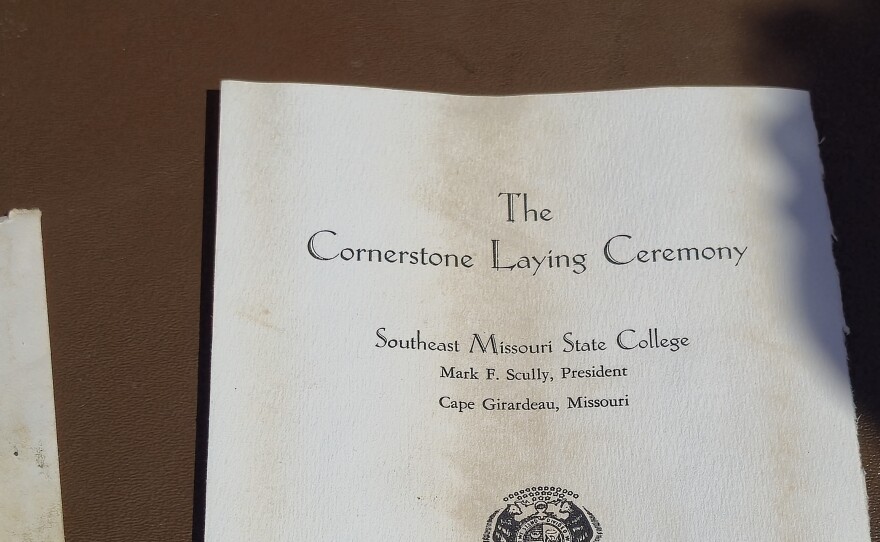 The
Cornerstone Laying Ceremony
Southeast Missouri State College
Mark F. Scully, President
Cape Girardeau, Missouri